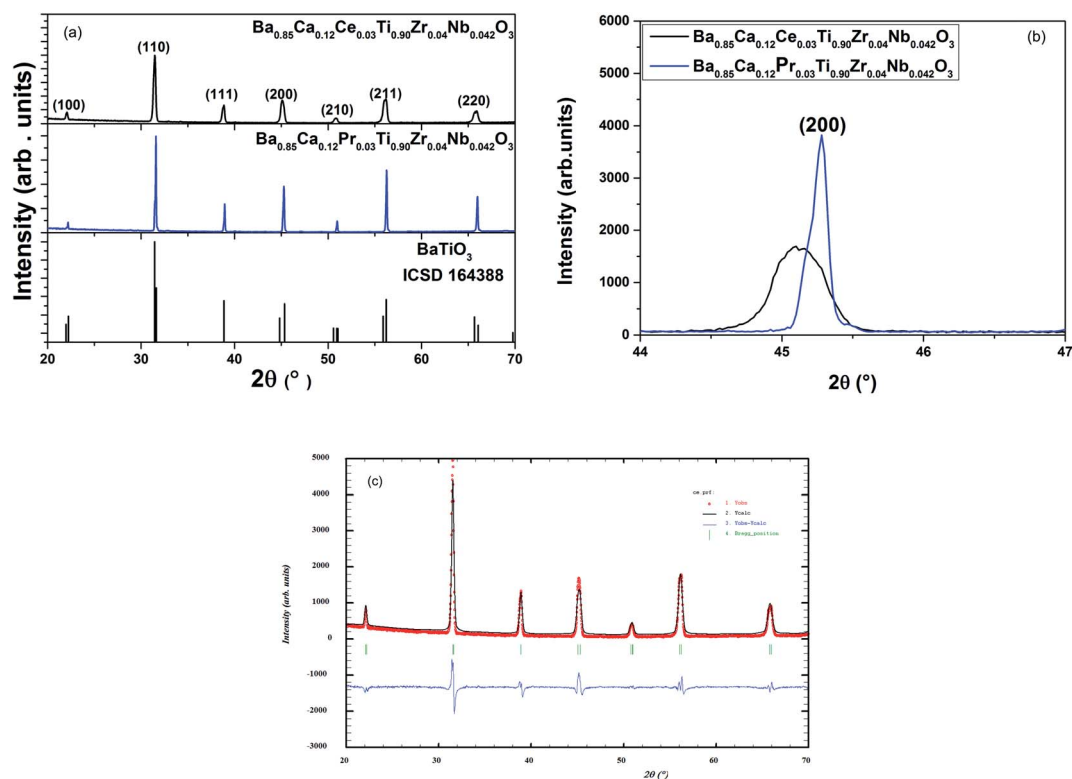 (a)
Ba0.85Ca0.12Ce0.03Ti0.90Zr0.04Nb0.042O3
(100)
(110)
(111)
(200)
(210)
(211)
(220)
Ba0.85Ca0.12Pr0.03Ti0.90Zr0.04Nb0.042O3
BaTiO3
ICSD 164388
Intensity (arb . units)
20 30 40 50 60 70
2θ (°)
(b)
Ba0.85Ca0.12Ce0.03Ti0.90Zr0.04Nb0.042O3
Ba0.85Ca0.12Pr0.03Ti0.90Zr0.04Nb0.042O3
(200)
Intensity (arb.units)
6000
5000
4000
3000
2000
1000
0
44 45 46 47
2θ (°)
(c)
ce.prf:
1. Yobs
2. Ycalc
3. Yobs-Ycalc
4. Bragg_position
Intensity (arb. units)
5000
4000
3000
2000
1000
0
-1000
-2000
-3000
20 30 40 50 60 70
2θ (°)